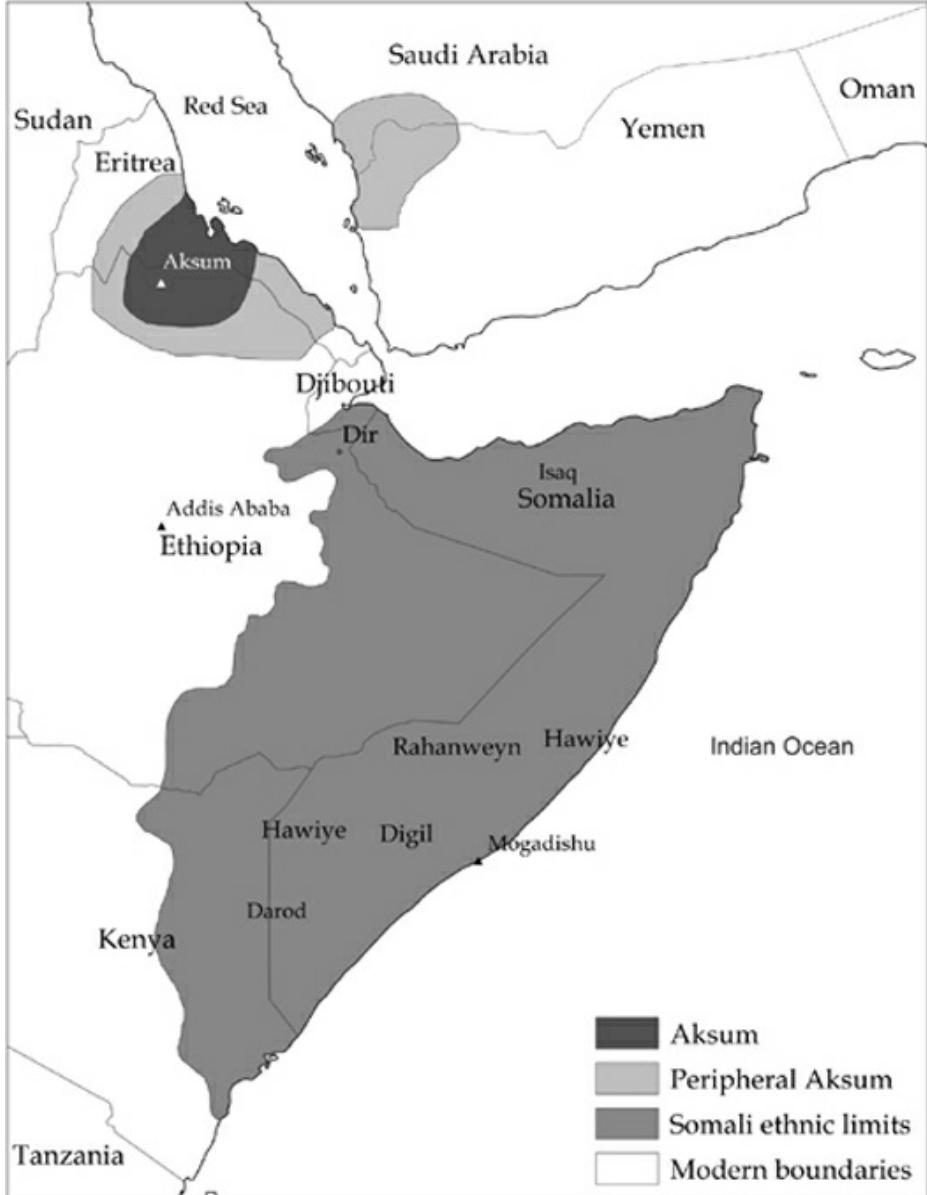 Saudi Arabia
Oman
Red Sea
Sudan
Yemen
Eritrea
Aksum
Djibouti
Dir
Isaq
Somalia
Addis Ababa
Ethiopia
Rahanweyn
Hawiye
Indian Ocean
Hawiye
Digil
Mogadishu
Darod
Kenya
Tanzania
Aksum
Peripheral Aksum
Somali ethnic limits
Modern boundaries